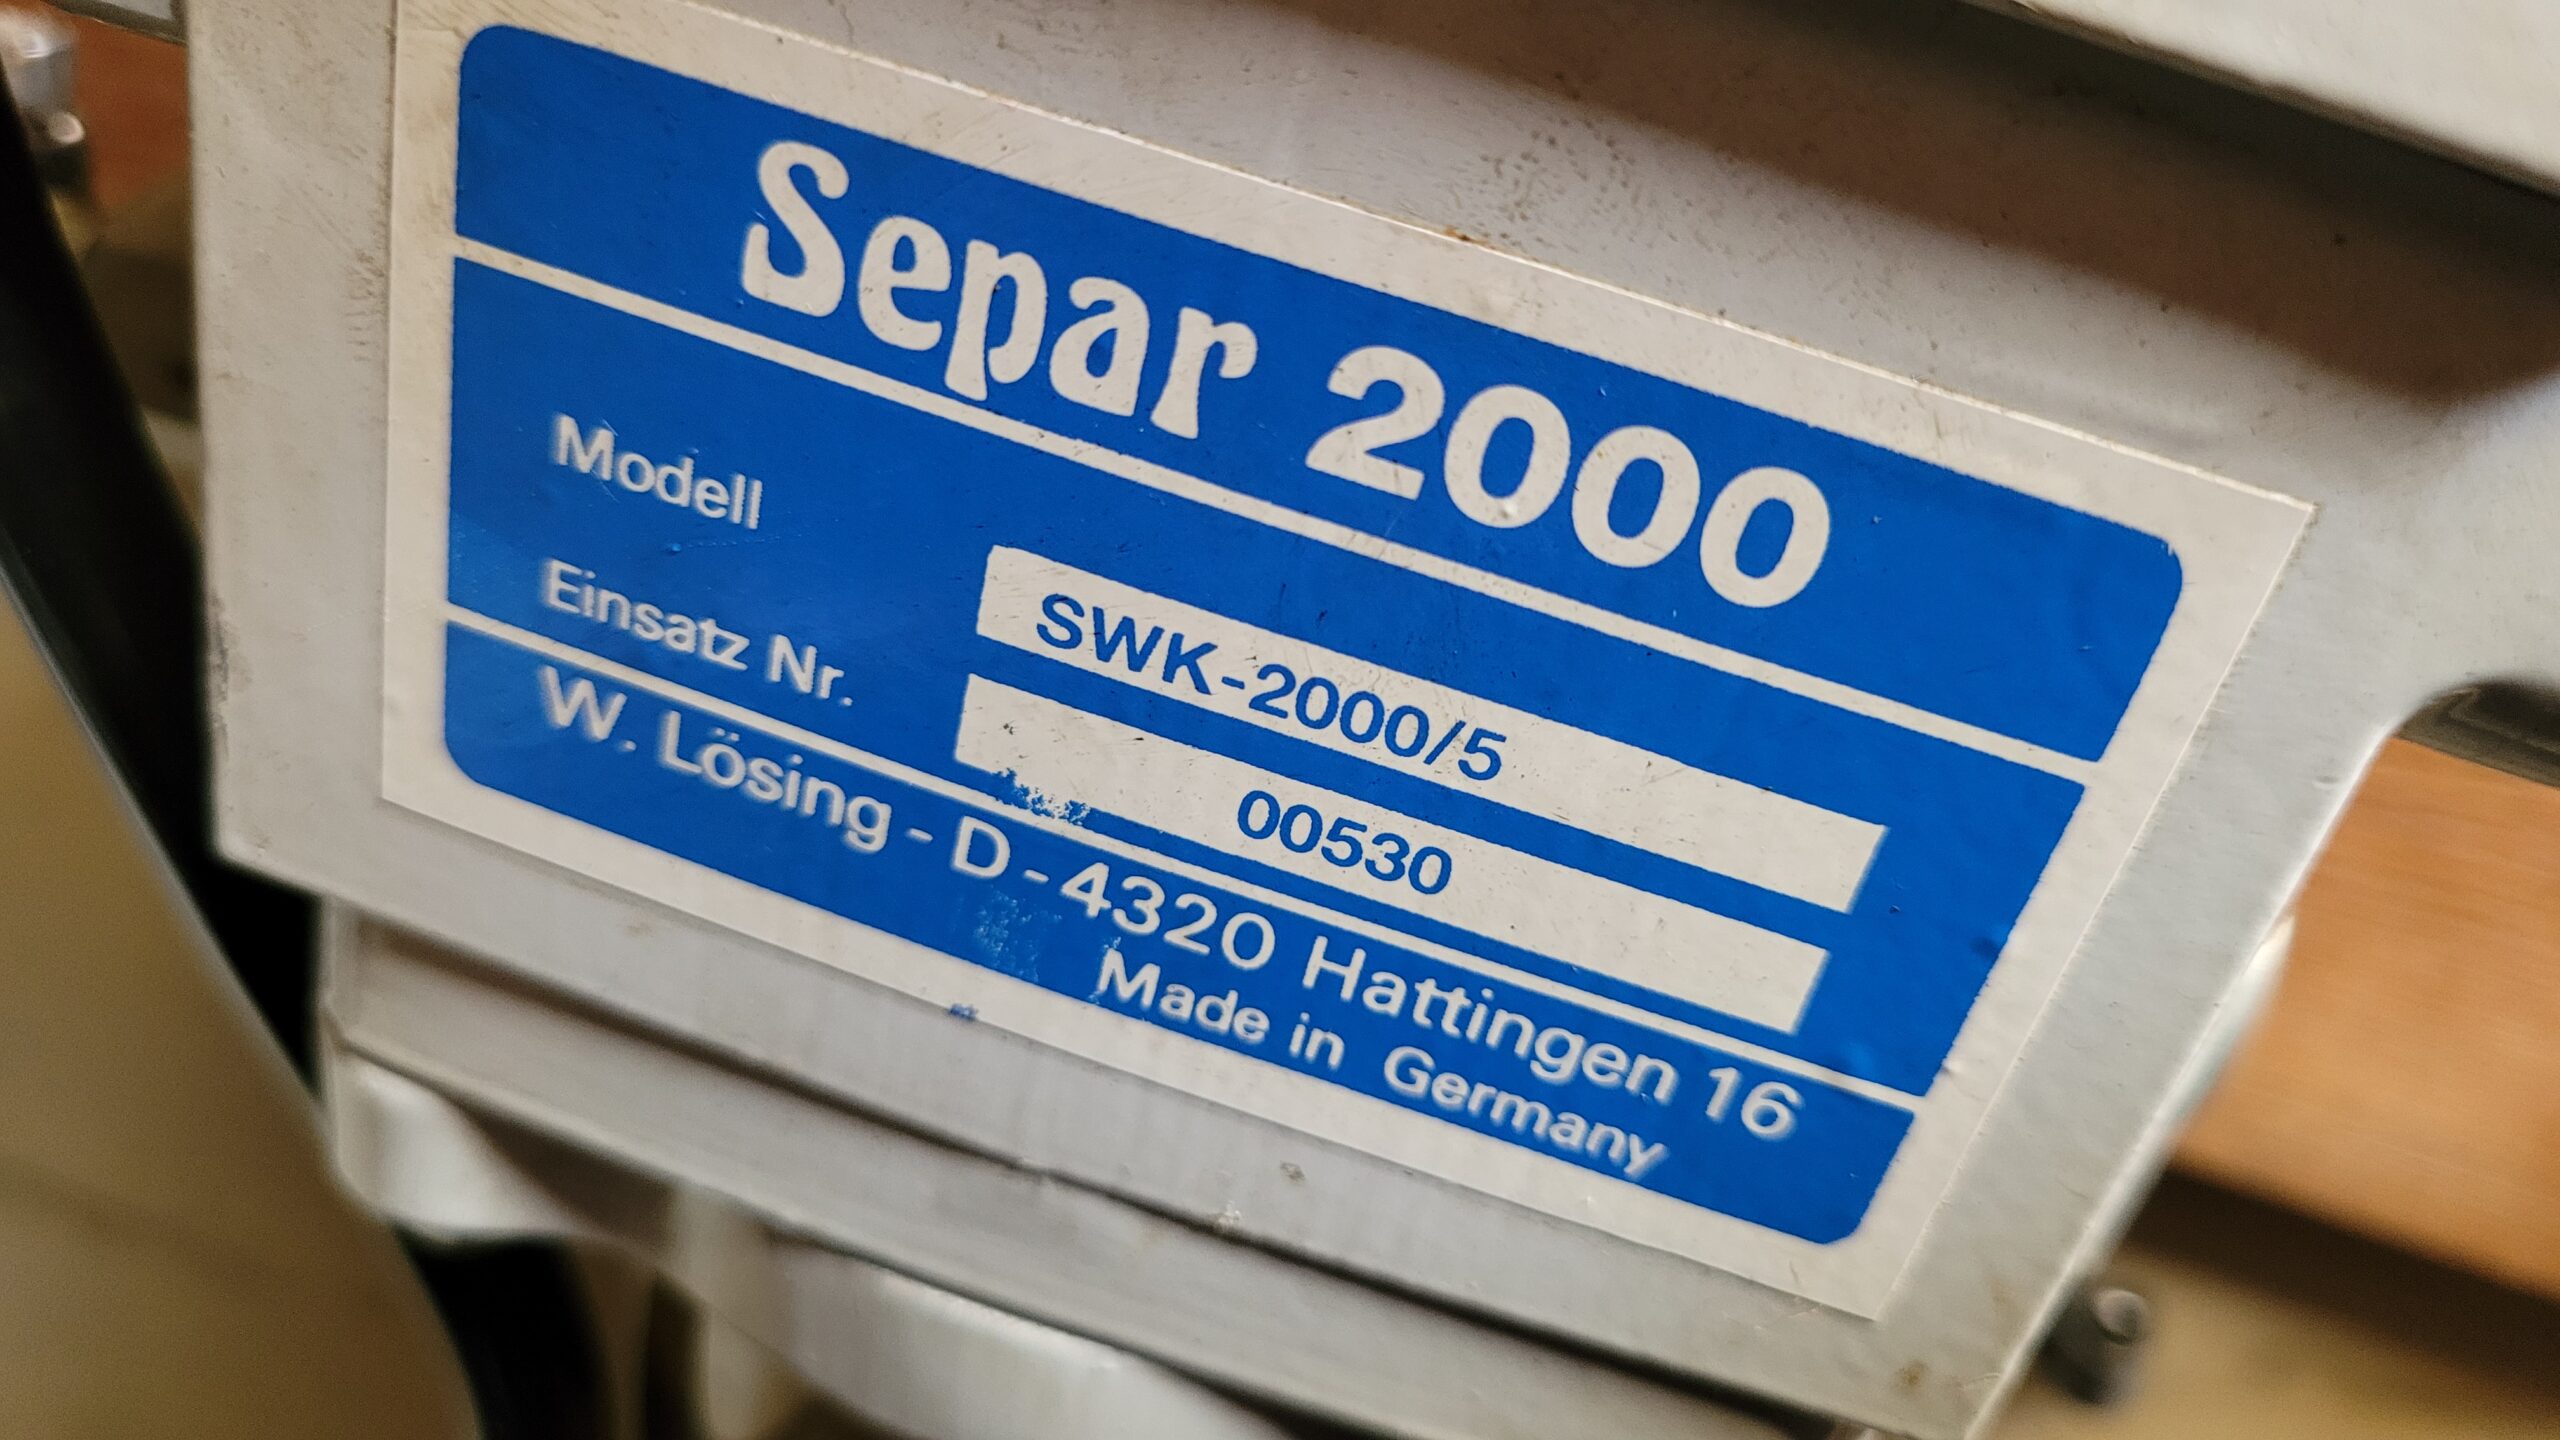 Separ 2000
Modell SWK-2000/5
Einsatz Nr. 00530
W. Lösing - D - 4320 Hattingen 16
Made in Germany